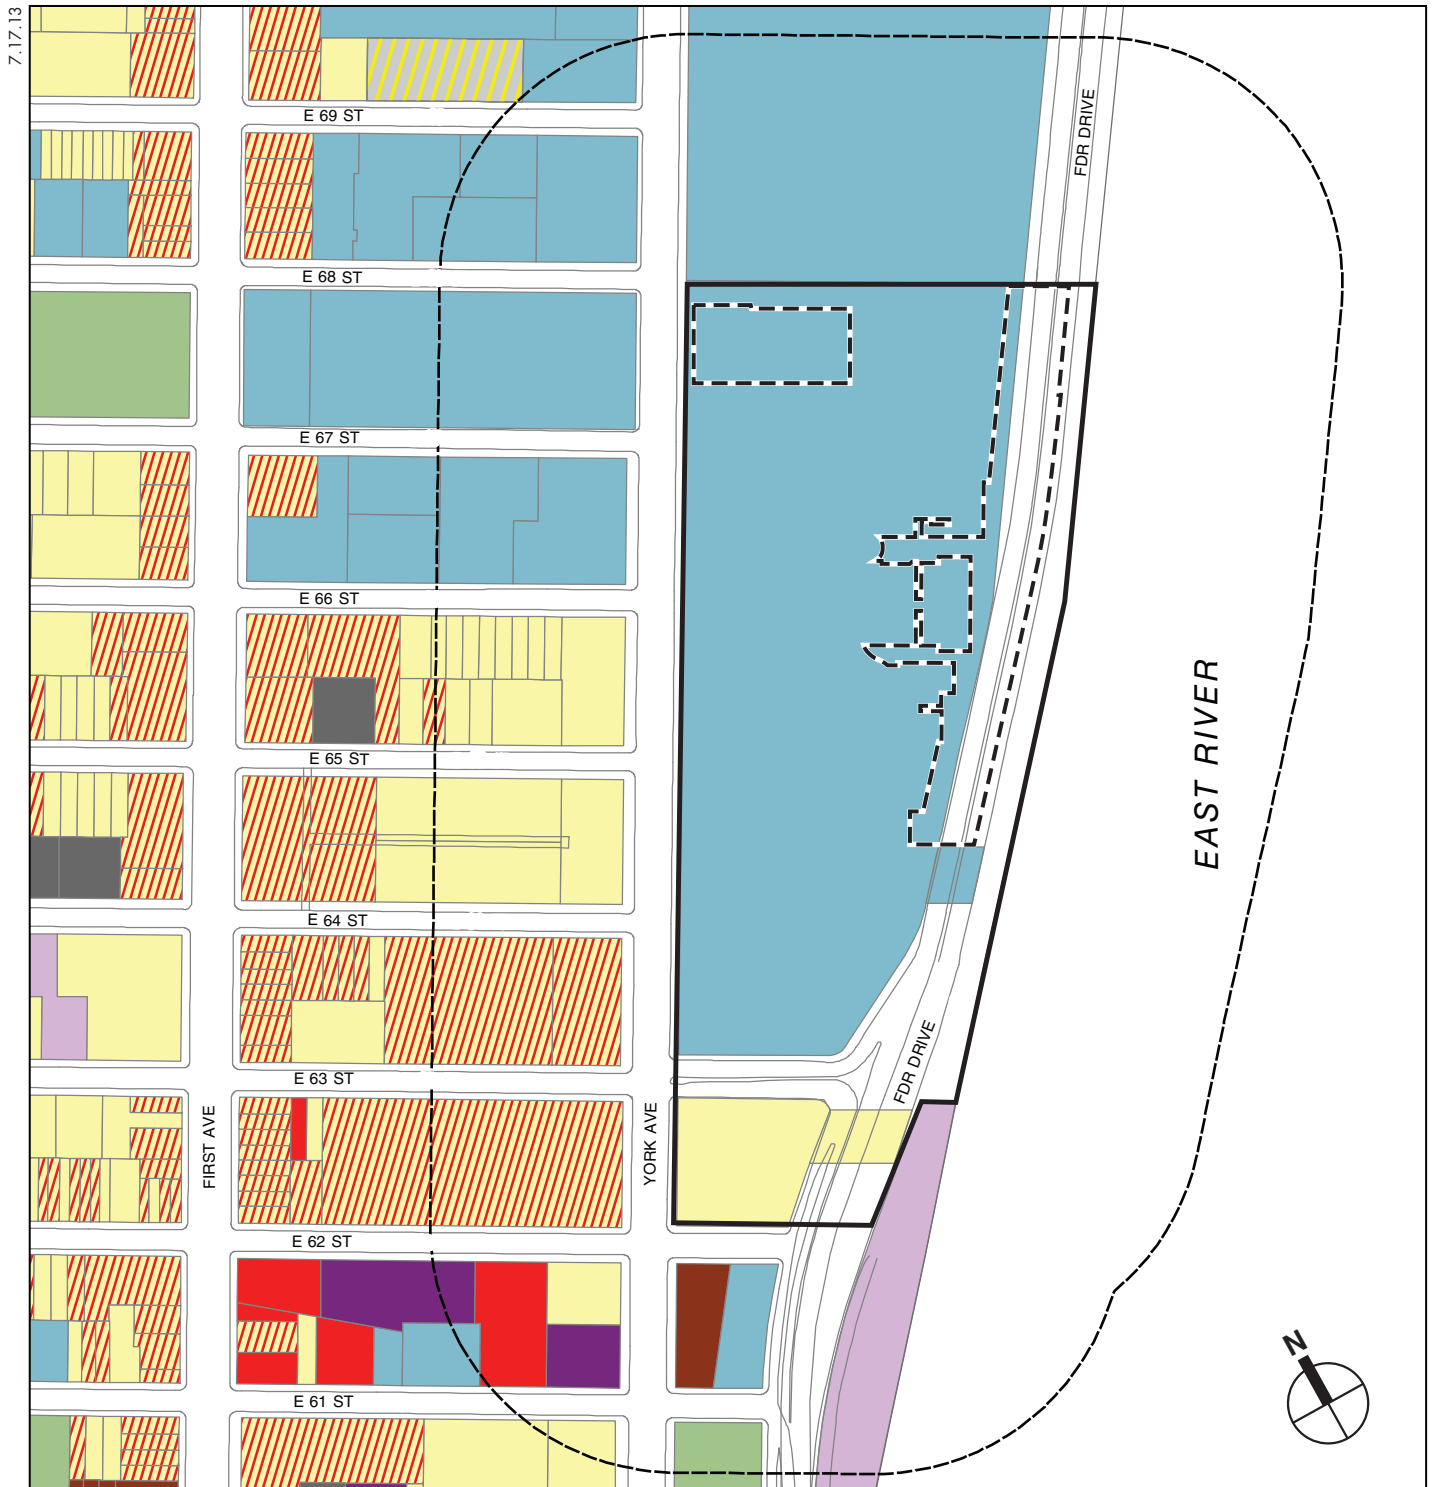 7.17.13
E 69 ST
FDR DRIVE
E 68 ST
E 67 ST
E 66 ST
EAST RIVER
E 65 ST
E 64 ST
FDR DRIVE
E 63 ST
FIRST AVE
YORK AVE
E 62 ST
N
E 61 ST